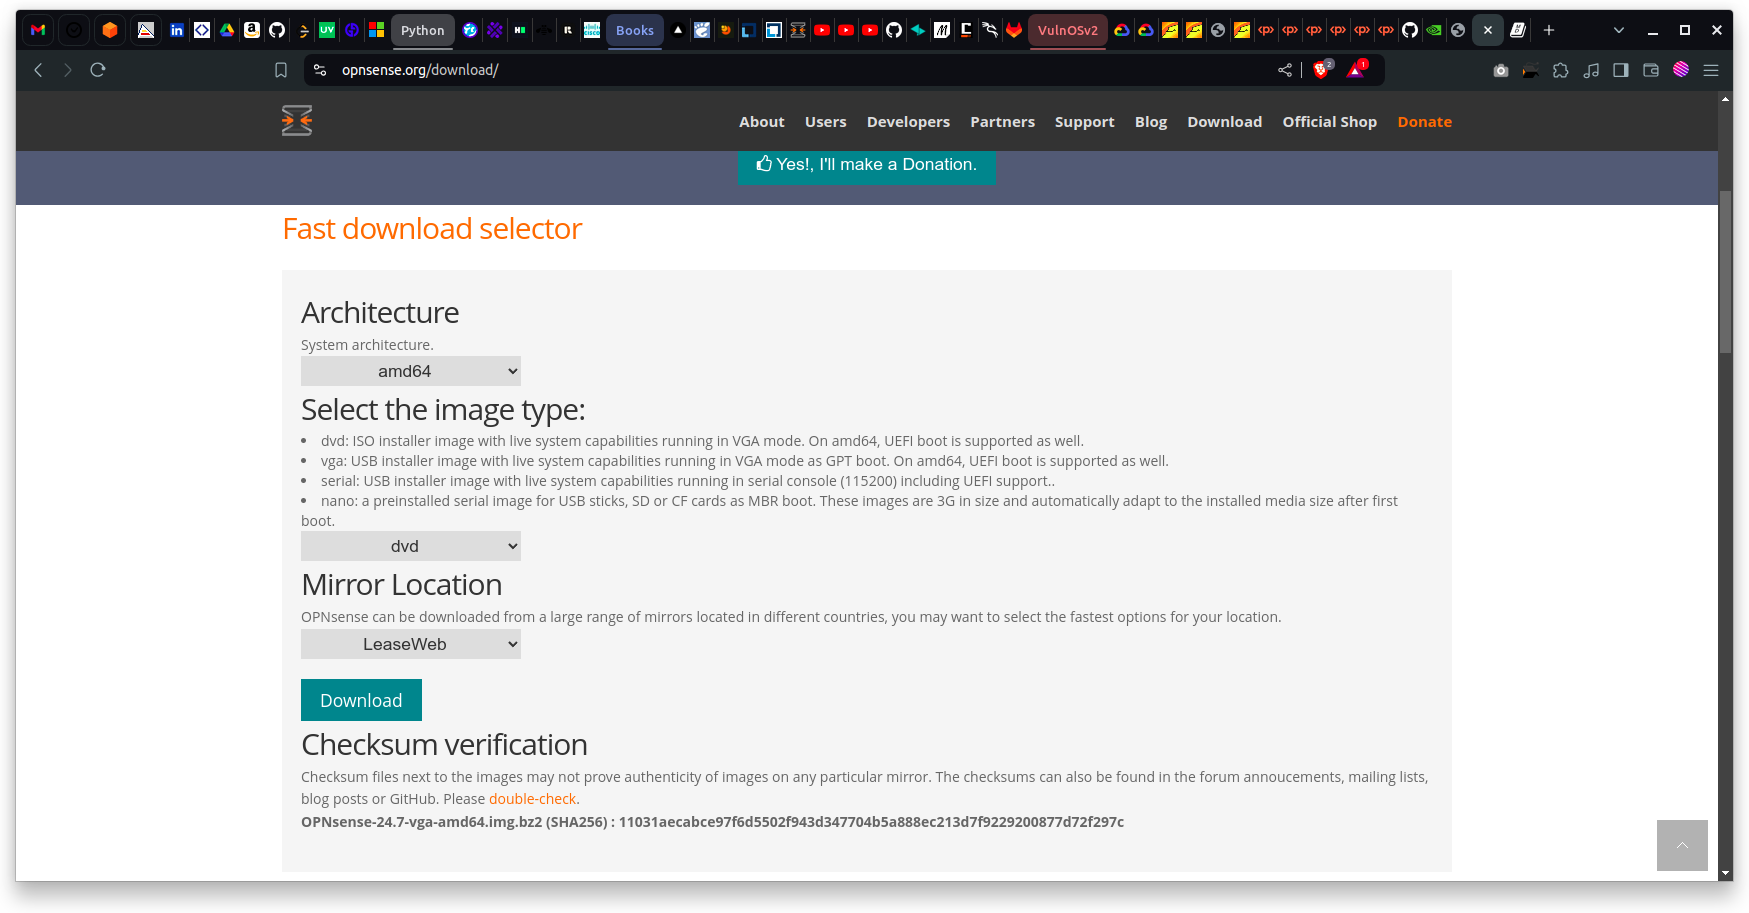 Python
Books
VulnOSv2
opnsense.org/download/
2
1
About Users Developers Partners Support Blog Download Official Shop Donate
Yes!, I'll make a Donation.
Fast download selector
Architecture
System architecture.
amd64
Select the image type:
• dvd: ISO installer image with live system capabilities running in VGA mode. On amd64, UEFI boot is supported as well.
• vga: USB installer image with live system capabilities running in VGA mode as GPT boot. On amd64, UEFI boot is supported as well.
• serial: USB installer image with live system capabilities running in serial console (115200) including UEFI support..
• nano: a preinstalled serial image for USB sticks, SD or CF cards as MBR boot. These images are 3G in size and automatically adapt to the installed media size after first
boot.
dvd
Mirror Location
OPNsense can be downloaded from a large range of mirrors located in different countries, you may want to select the fastest options for your location.
LeaseWeb
Download
Checksum verification
Checksum files next to the images may not prove authenticity of images on any particular mirror. The checksums can also be found in the forum annoucements, mailing lists,
blog posts or GitHub. Please double-check.
OPNsense-24.7-vga-amd64.img.bz2 (SHA256) : 11031aecabce97f6d5502f943d347704b5a888ec213d7f9229200877d72f297c